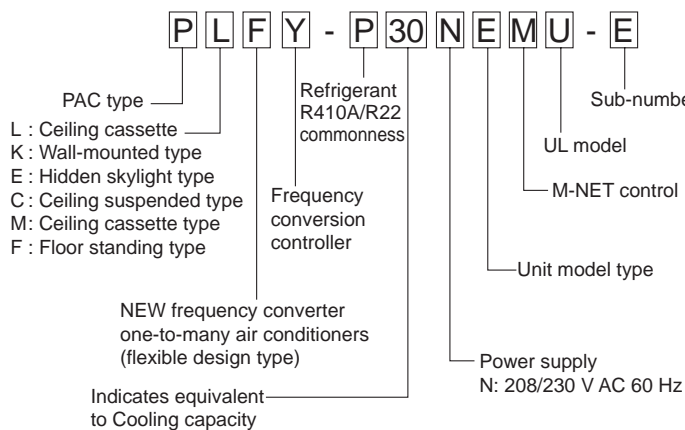 P L F Y - P 30 N E M U - E
PAC type
L : Ceiling cassette
K : Wall-mounted type
E : Hidden skylight type
C : Ceiling suspended type
M: Ceiling cassette type
F : Floor standing type
Refrigerant
R410A/R22
commonness
Frequency
conversion
controller
NEW frequency converter
one-to-many air conditioners
(flexible design type)
Indicates equivalent
to Cooling capacity
UL model
M-NET control
Unit model type
Power supply
N: 208/230 V AC 60 Hz